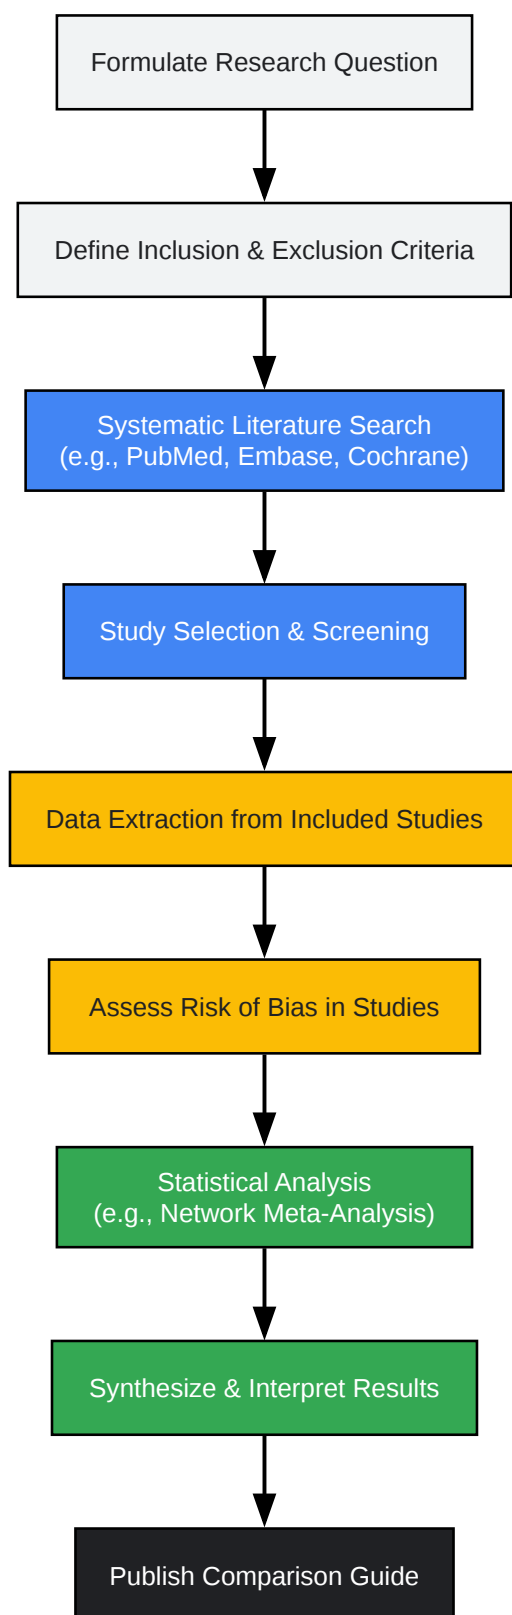 Formulate Research Question
Define Inclusion & Exclusion Criteria
Systematic Literature Search
(e.g., PubMed, Embase, Cochrane)
Study Selection & Screening
Data Extraction from Included Studies
Assess Risk of Bias in Studies
Statistical Analysis
(e.g., Network Meta-Analysis)
Synthesize & Interpret Results
Publish Comparison Guide